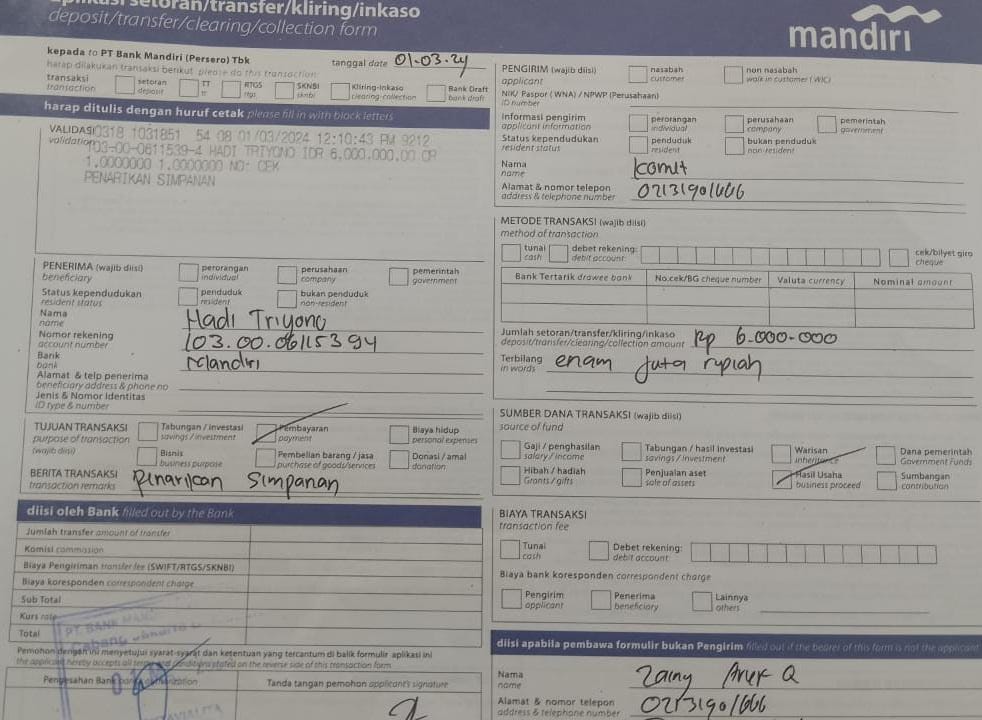 aplikasi setoran/transfer/kliring/inkaso
deposit/transfer/clearing/collection form
mandiri
kepada to PT Bank Mandiri (Persero) Tbk
tanggal date 01-03.24
harap dilakukan transaksi berikut please do this transaction:
transaksi
transaction
setoran
deposit
TT
tt
RTGS
rtgs
SKNBI
sknbi
Kliring-Inkaso
clearing-collection
Bank Draft
bank draft
harap ditulis dengan huruf cetak please fill in with block letters
VALIDASI
validation
0318 1031851 54 08 01/03/2024 12:10:43 PM 9212
103-00-0611539-4 HADI TRIYONO IDR 6,000,000.00 CR
1.0000000 1.0000000 NO: CEK
PENARIKAN SIMPANAN
PENERIMA (wajib diisi)
beneficiary
perorangan
individual
perusahaan
company
pemerintah
government
Status kependudukan
resident status
penduduk
resident
bukan penduduk
non-resident
Nama
name
Hadi Triyono
Nomor rekening
account number
103.00.0611539 4
Bank
bank
Mandiri
Alamat & telp penerima
beneficiary address & phone no
Jenis & Nomor Identitas
ID type & number
TUJUAN TRANSAKSI
purpose of transaction
(wajib diisi)
Tabungan / investasi
savings / investment
Pembayaran
payment
Biaya hidup
personal expenses
Bisnis
business purpose
Pembelian barang / jasa
purchase of goods/services
Donasi / amal
donation
BERITA TRANSAKSI
transaction remarks
Penarikan Simpanan
diisi oleh Bank filled out by the Bank
Jumlah transfer amount of transfer
Komisi commission
Biaya Pengiriman transfer fee (SWIFT/RTGS/SKNBI)
Biaya koresponden correspondent charge
Sub Total
Kurs rate
Total
PT. BANK
Cabang
Pemohon dengan ini menyetujui syarat-syarat dan ketentuan yang tercantum di balik formulir aplikasi ini
the applicant hereby accepts all terms and conditions stated on the reverse side of this transaction form
Pengesahan Bank
Tanda tangan pemohon applicant's signature
PENGIRIM (wajib diisi)
applicant
nasabah
customer
non nasabah
walk in customer (WIC)
NIK/ Paspor ( WNA) / NPWP (Perusahaan)
ID number
Informasi pengirim
applicant information
perorangan
individual
perusahaan
company
pemerintah
government
Status kependudukan
resident status
penduduk
resident
bukan penduduk
non-resident
Nama
name
Komit
Alamat & nomor telepon
address & telephone number
02131901666
METODE TRANSAKSI (wajib diisi)
method of transaction
tunai
cash
debet rekening:
debit account:
cek/bilyet giro
cheque
Bank Tertarik drawee bank
No.cek/BG cheque number
Valuta currency
Nominal amount
Jumlah setoran/transfer/kliring/inkaso
deposit/transfer/clearing/collection amount
Rp 6.000.000
Terbilang
in words
enam juta rupiah
SUMBER DANA TRANSAKSI (wajib diisi)
source of fund
Gaji / penghasilan
salary / income
Tabungan / hasil investasi
savings / investment
Warisan
inheritance
Dana pemerintah
Government Funds
Hibah / hadiah
Grants / gifts
Penjualan aset
sale of assets
Hasil Usaha
business proceed
Sumbangan
contribution
BIAYA TRANSAKSI
transaction fee
Tunai
cash
Debet rekening:
debit account:
Biaya bank koresponden correspondent charge
Pengirim
applicant
Penerima
beneficiary
Lainnya
others
diisi apabila pembawa formulir bukan Pengirim filled out if the bearer of this form is not the applicant
Nama
name
Q
Alamat & nomor telepon
address & telephone number
02131901666